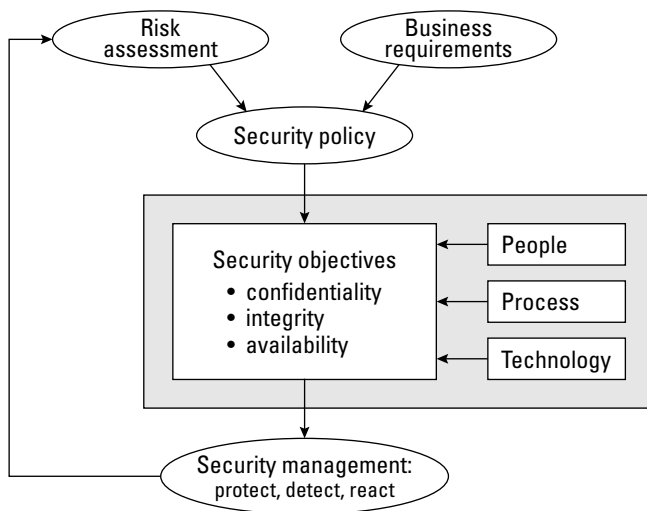 Risk
assessment
Business
requirements
Security policy
Security objectives
• confidentiality
• integrity
• availability
People
Process
Technology
Security management:
protect, detect, react